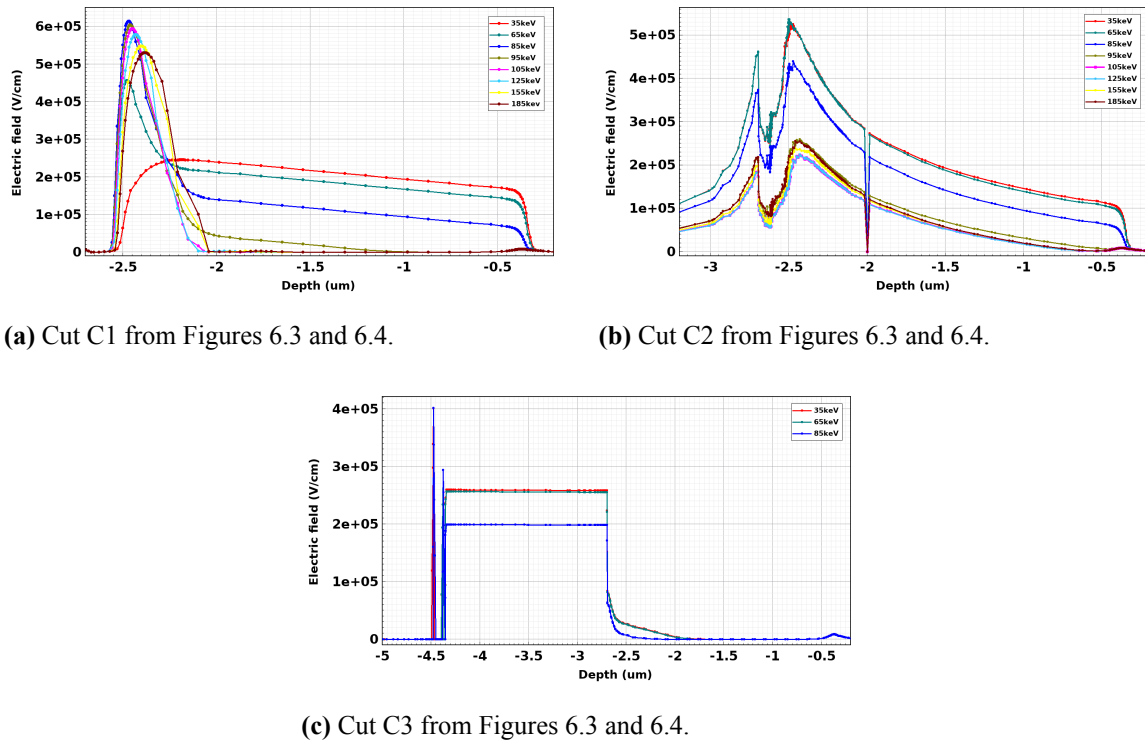 6e+05
5e+05
4e+05
3e+05
2e+05
1e+05
0
Electric field (V/cm)
-2.5
-2
-1.5
-1
-0.5
Depth (um)
35keV
65keV
85keV
95keV
105keV
125keV
155keV
185keV
(a) Cut C1 from Figures 6.3 and 6.4.
5e+05
4e+05
3e+05
2e+05
1e+05
0
Electric field (V/cm)
-3
-2.5
-2
-1.5
-1
-0.5
Depth (um)
35keV
65keV
85keV
95keV
105keV
125keV
155keV
185keV
(b) Cut C2 from Figures 6.3 and 6.4.
4e+05
3e+05
2e+05
1e+05
0
Electric field (V/cm)
-5
-4.5
-4
-3.5
-3
-2.5
-2
-1.5
-1
-0.5
Depth (um)
35keV
65keV
85keV
(c) Cut C3 from Figures 6.3 and 6.4.